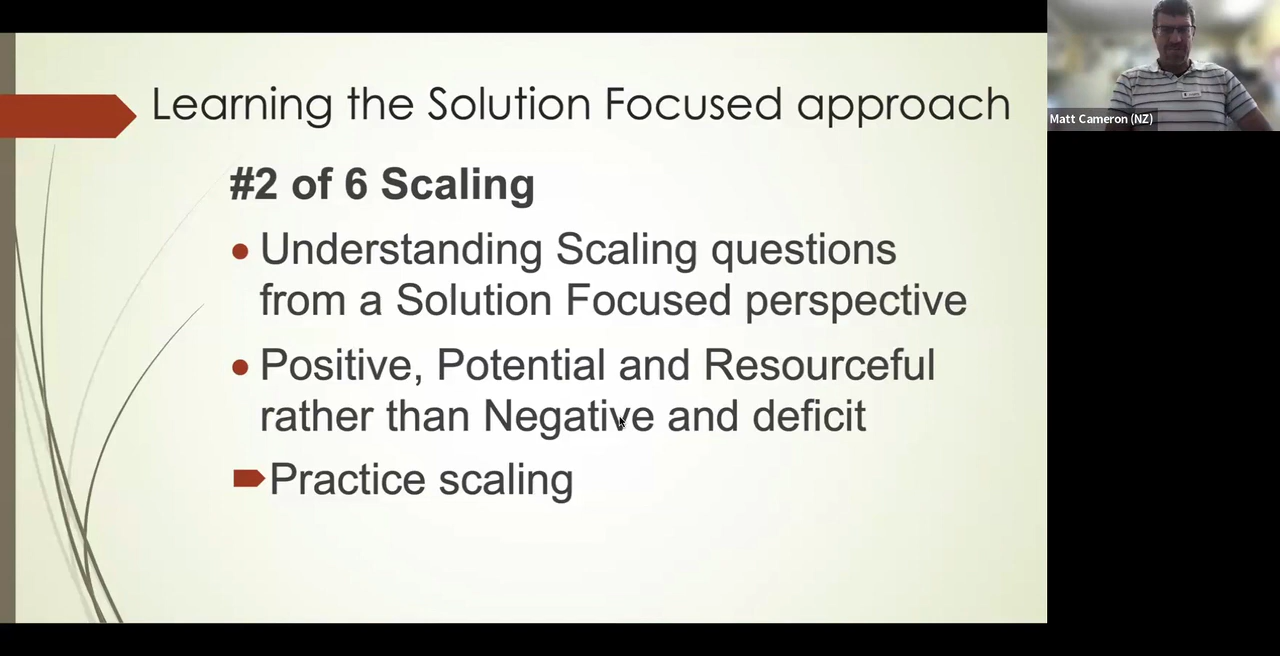 Learning the Solution Focused approach
#2 of 6 Scaling
Understanding Scaling questions
from a Solution Focused perspective
Positive, Potential and Resourceful
rather than Negative and deficit
Practice scaling
Matt Cameron (NZ)